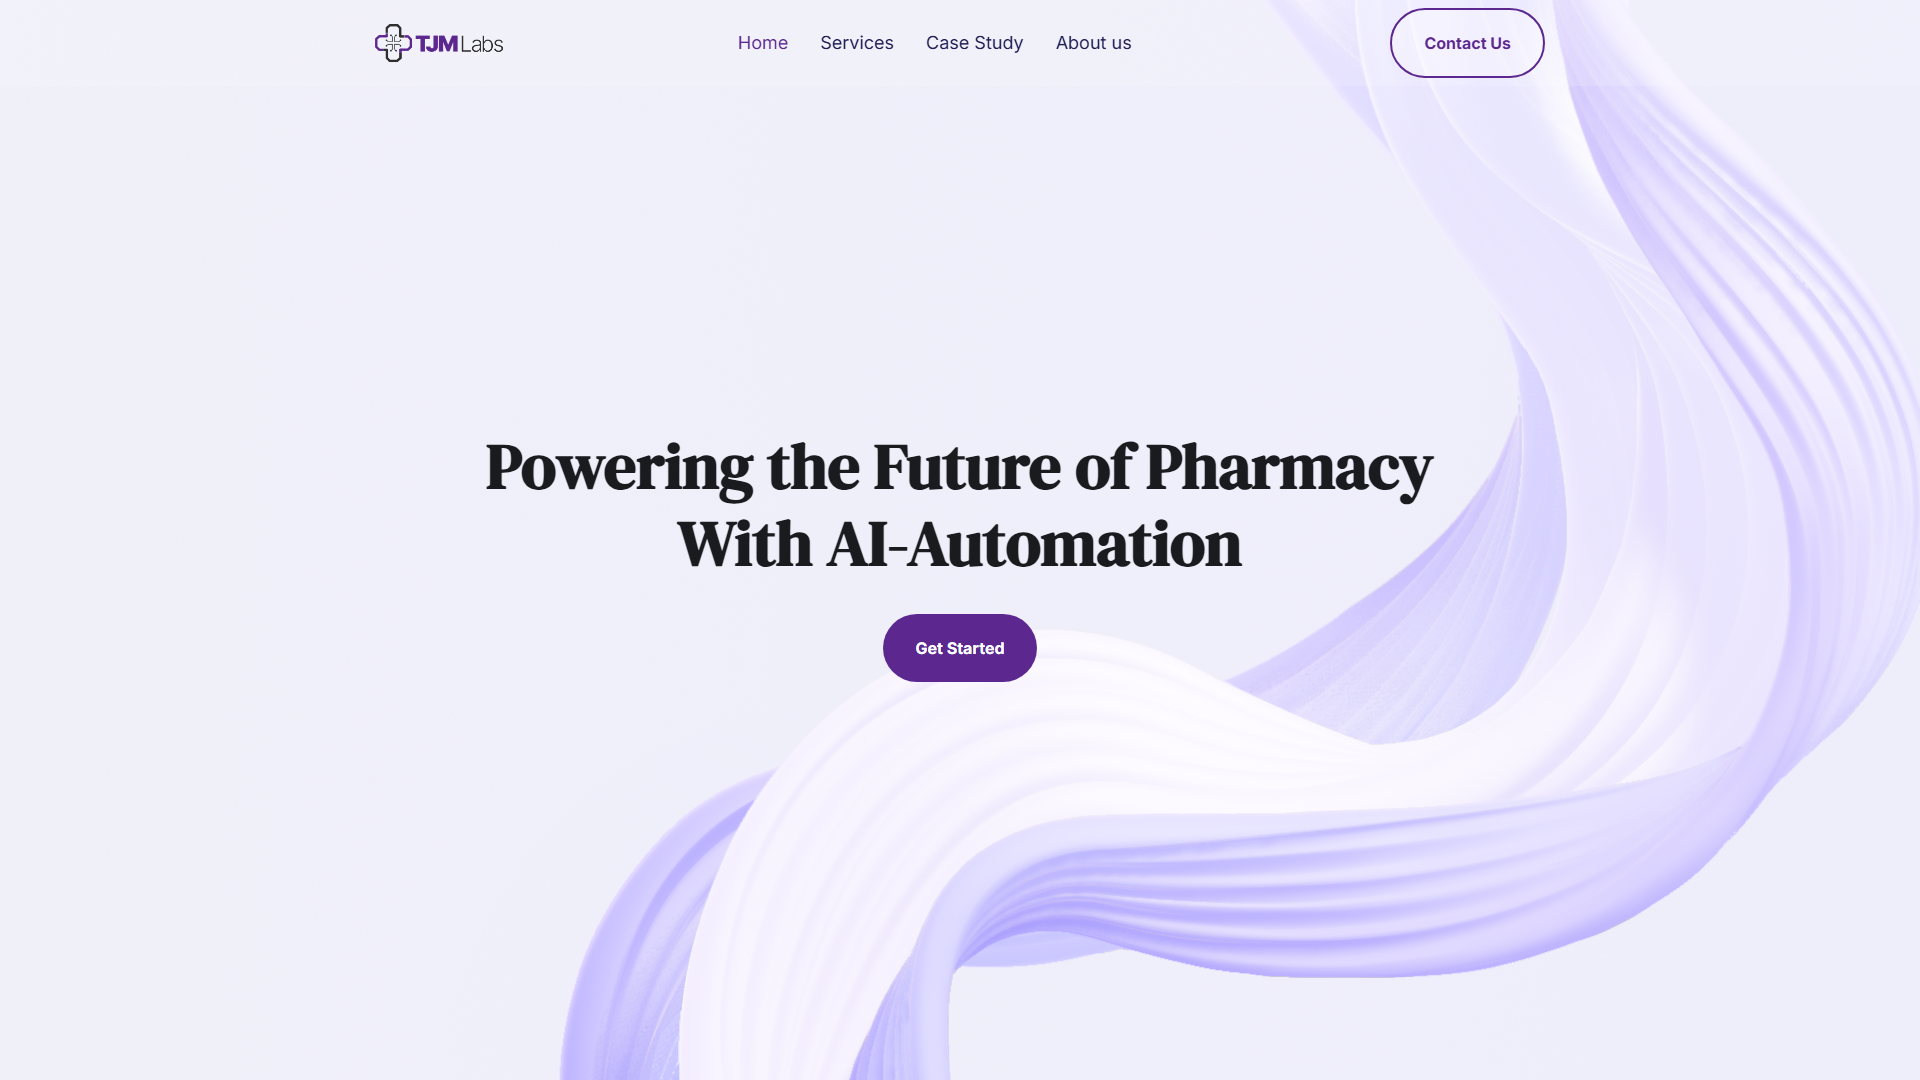 TJM Labs
Home Services Case Study About us
Contact Us
Powering the Future of Pharmacy
With AI-Automation
Get Started